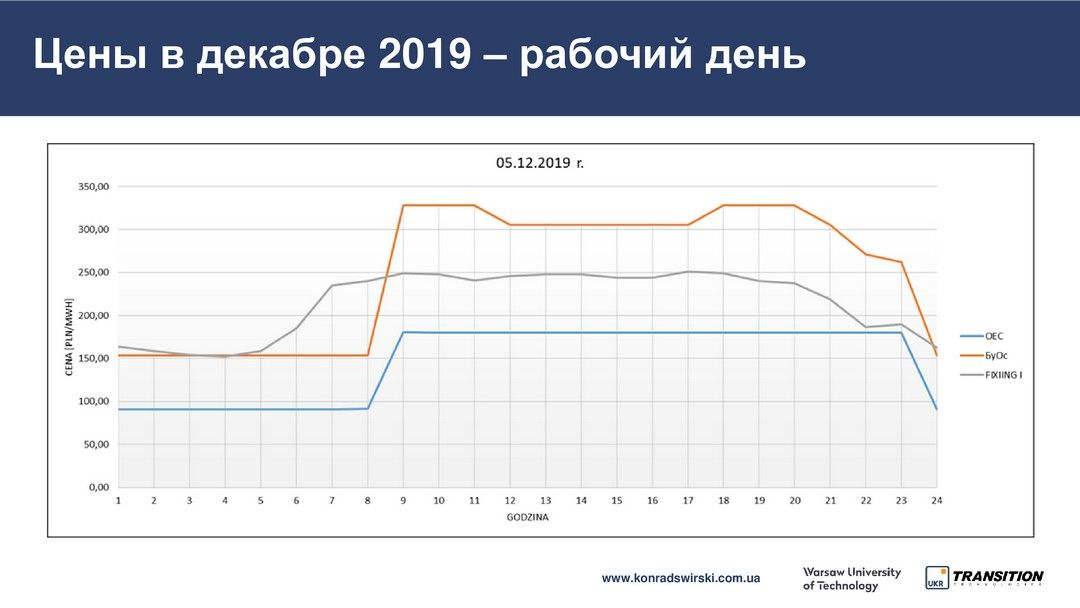 Цены в декабре 2019 – рабочий день
05.12.2019 г.
350,00
300,00
250,00
200,00
150,00
100,00
50,00
0,00
CENA [PLN/MWH]
1 2 3 4 5 6 7 8 9 10 11 12 13 14 15 16 17 18 19 20 21 22 23 24
GODZINA
ОЕС
БуОс
FIXIING I
www.konradswirski.com.ua
Warsaw University
of Technology
UKR
TRANSITION